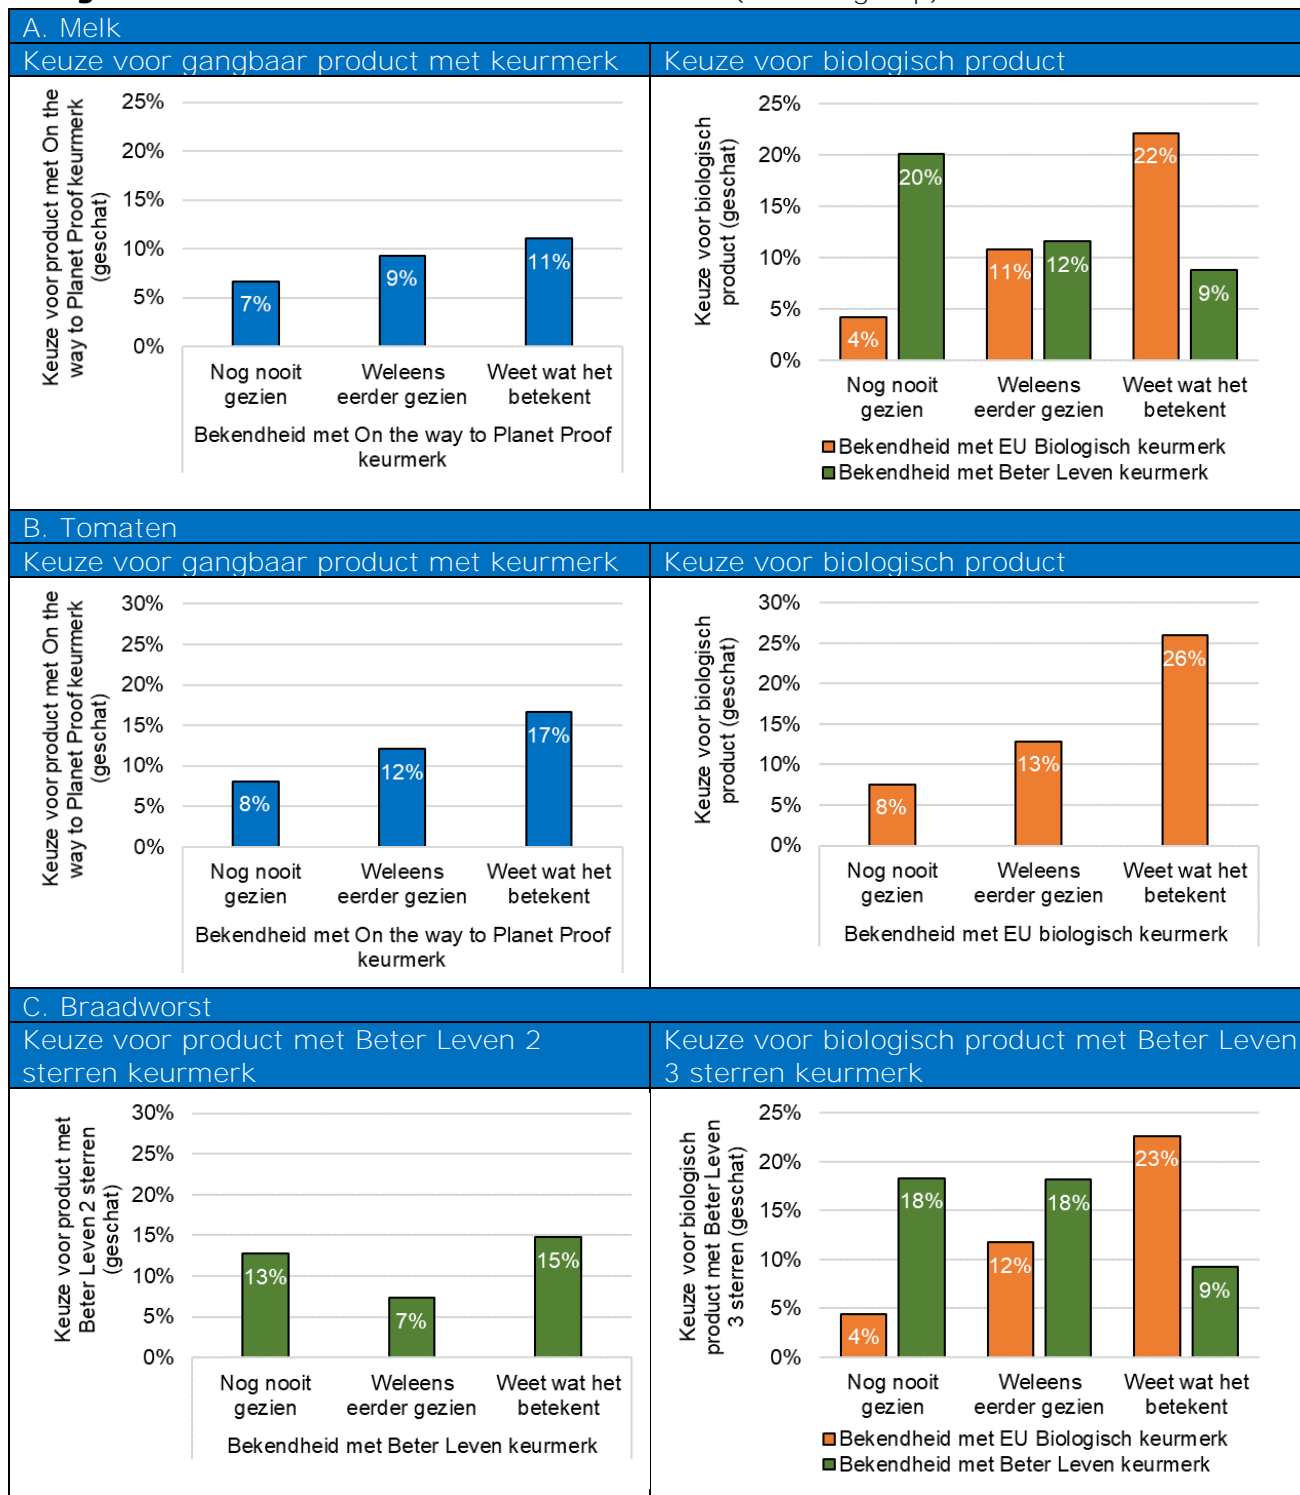 A. Melk
Keuze voor gangbaar product met keurmerk
Keuze voor biologisch product
Keuze voor product met On the
way to Planet Proof keurmerk
(geschat)
25%
20%
15%
10%
5%
0%
7%
9%
11%
Nog nooit
gezien
Weleens
eerder gezien
Weet wat het
betekent
Bekendheid met On the way to Planet Proof
keurmerk
Keuze voor biologisch
product (geschat)
25%
20%
15%
10%
5%
0%
4%
20%
11%
12%
22%
9%
Nog nooit
gezien
Weleens
eerder gezien
Weet wat het
betekent
Bekendheid met EU Biologisch keurmerk
Bekendheid met Beter Leven keurmerk
B. Tomaten
Keuze voor gangbaar product met keurmerk
Keuze voor biologisch product
Keuze voor product met On the
way to Planet Proof keurmerk
(geschat)
30%
25%
20%
15%
10%
5%
0%
8%
12%
17%
Nog nooit
gezien
Weleens
eerder gezien
Weet wat het
betekent
Bekendheid met On the way to Planet Proof
keurmerk
Keuze voor biologisch
product (geschat)
30%
25%
20%
15%
10%
5%
0%
8%
13%
26%
Nog nooit
gezien
Weleens
eerder gezien
Weet wat het
betekent
Bekendheid met EU biologisch keurmerk
C. Braadworst
Keuze voor product met Beter Leven 2
sterren keurmerk
Keuze voor biologisch product met Beter Leven
3 sterren keurmerk
Keuze voor product met
Beter Leven 2 sterren
(geschat)
30%
25%
20%
15%
10%
5%
0%
13%
7%
15%
Nog nooit
gezien
Weleens
eerder gezien
Weet wat het
betekent
Bekendheid met Beter Leven keurmerk
Keuze voor biologisch
product met Beter Leven
3 sterren (geschat)
25%
20%
15%
10%
5%
0%
4%
18%
12%
18%
23%
9%
Nog nooit
gezien
Weleens
eerder gezien
Weet wat het
betekent
Bekendheid met EU Biologisch keurmerk
Bekendheid met Beter Leven keurmerk